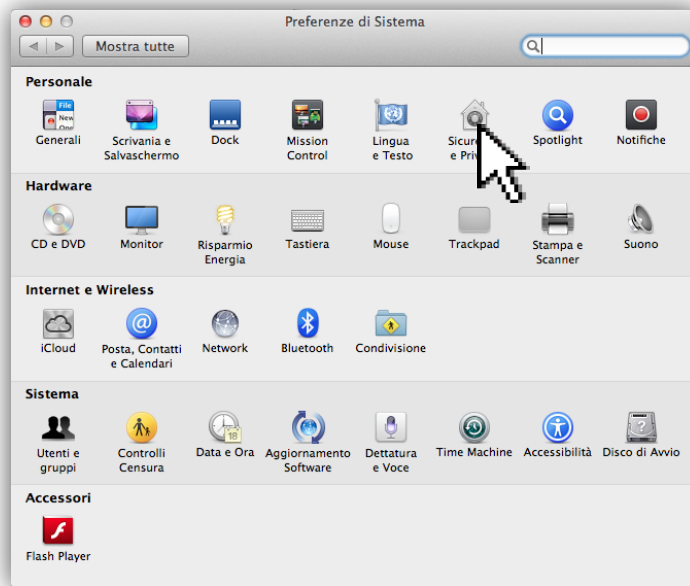 Preferenze di Sistema
Mostra tutte
Personale
Generali
Scrivania e
Salvaschermo
Dock
Mission
Control
Lingua
e Testo
Spotlight
Notifiche
Hardware
CD e DVD
Monitor
Risparmio
Energia
Tastiera
Mouse
Trackpad
Stampa e
Scanner
Suono
Internet e Wireless
iCloud
Posta, Contatti
e Calendari
Network
Bluetooth
Condivisione
Sistema
Utenti e
gruppi
Controlli
Censura
Data e Ora
Aggiornamento
Software
Dettatura
e Voce
Time Machine
Accessibilità
Disco di Avvio
Accessori
Flash Player